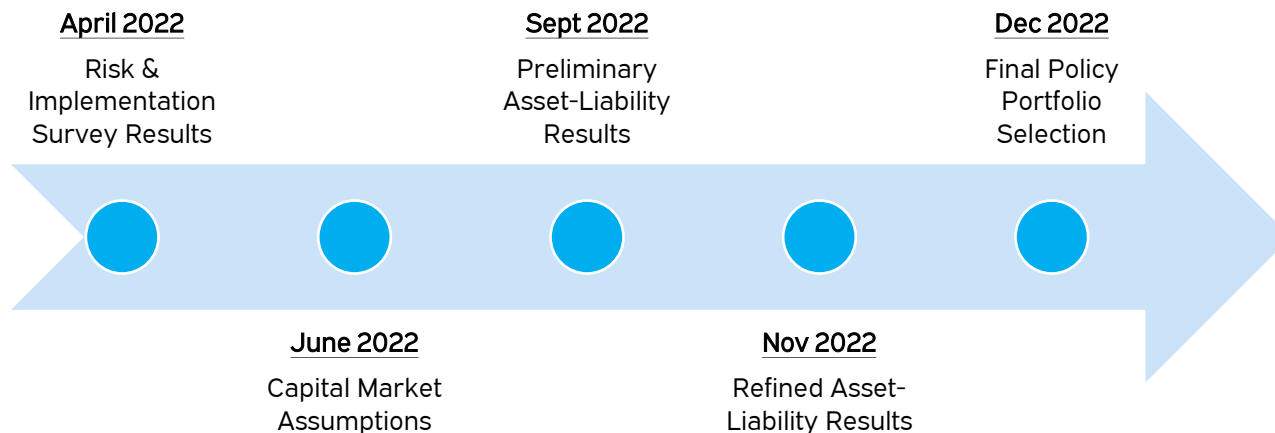 April 2022
Risk &
Implementation
Survey Results
June 2022
Capital Market
Assumptions
Sept 2022
Preliminary
Asset-Liability
Results
Nov 2022
Refined Asset-
Liability Results
Dec 2022
Final Policy
Portfolio
Selection